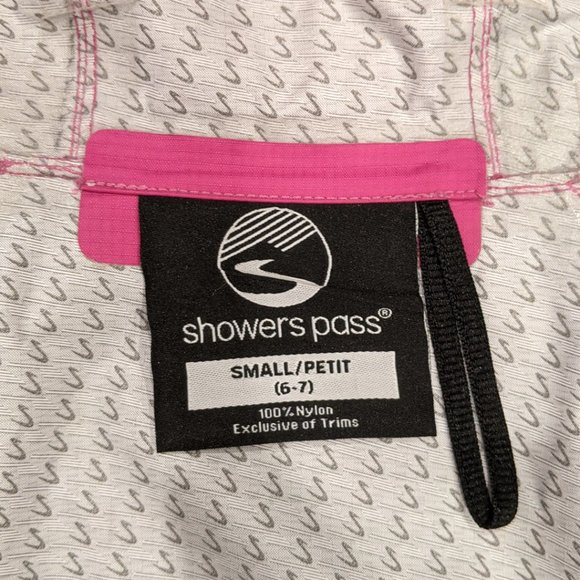 showers pass®
SMALL/PETIT
(6-7)
100% Nylon
Exclusive of Trims